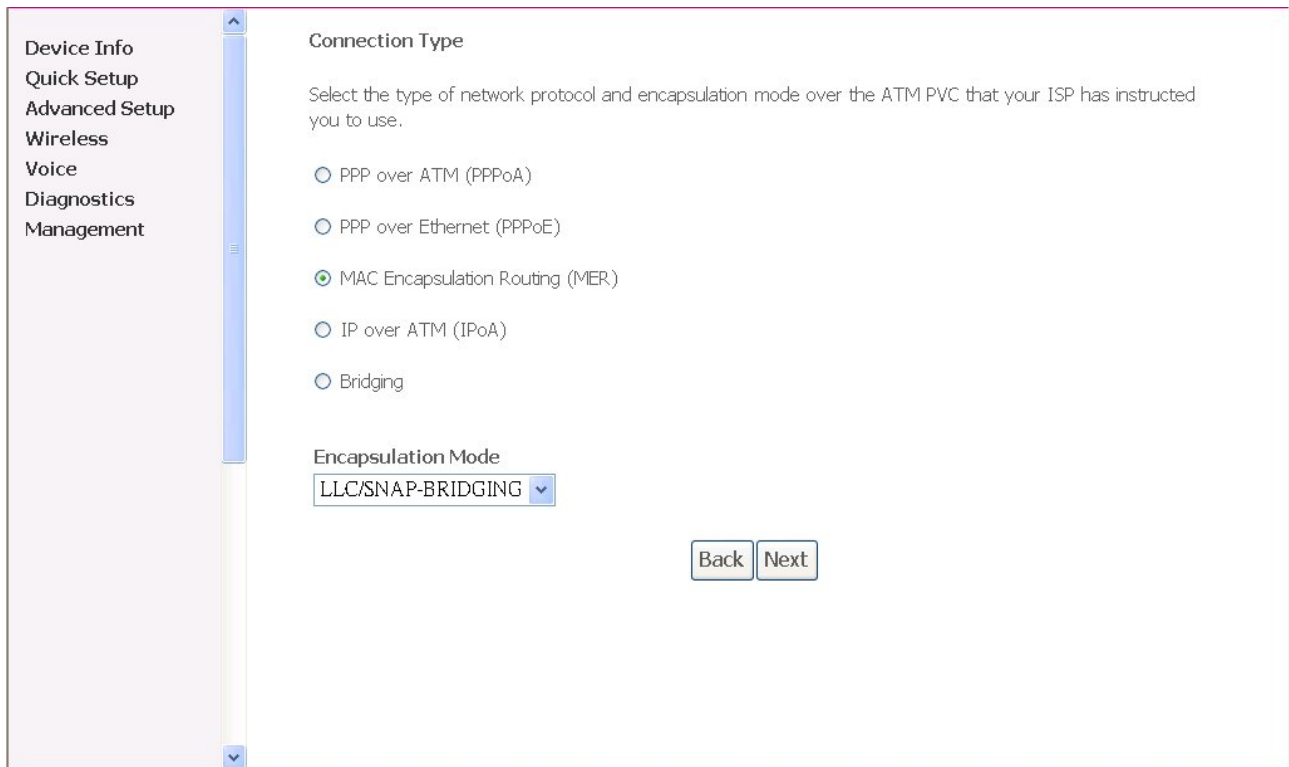 Device Info
Quick Setup
Advanced Setup
Wireless
Voice
Diagnostics
Management
Connection Type
Select the type of network protocol and encapsulation mode over the ATM PVC that your ISP has instructed
you to use.
PPP over ATM (PPPoA)
PPP over Ethernet (PPPoE)
MAC Encapsulation Routing (MER)
IP over ATM (IPoA)
Bridging
Encapsulation Mode
LLC/SNAP-BRIDGING
Back Next